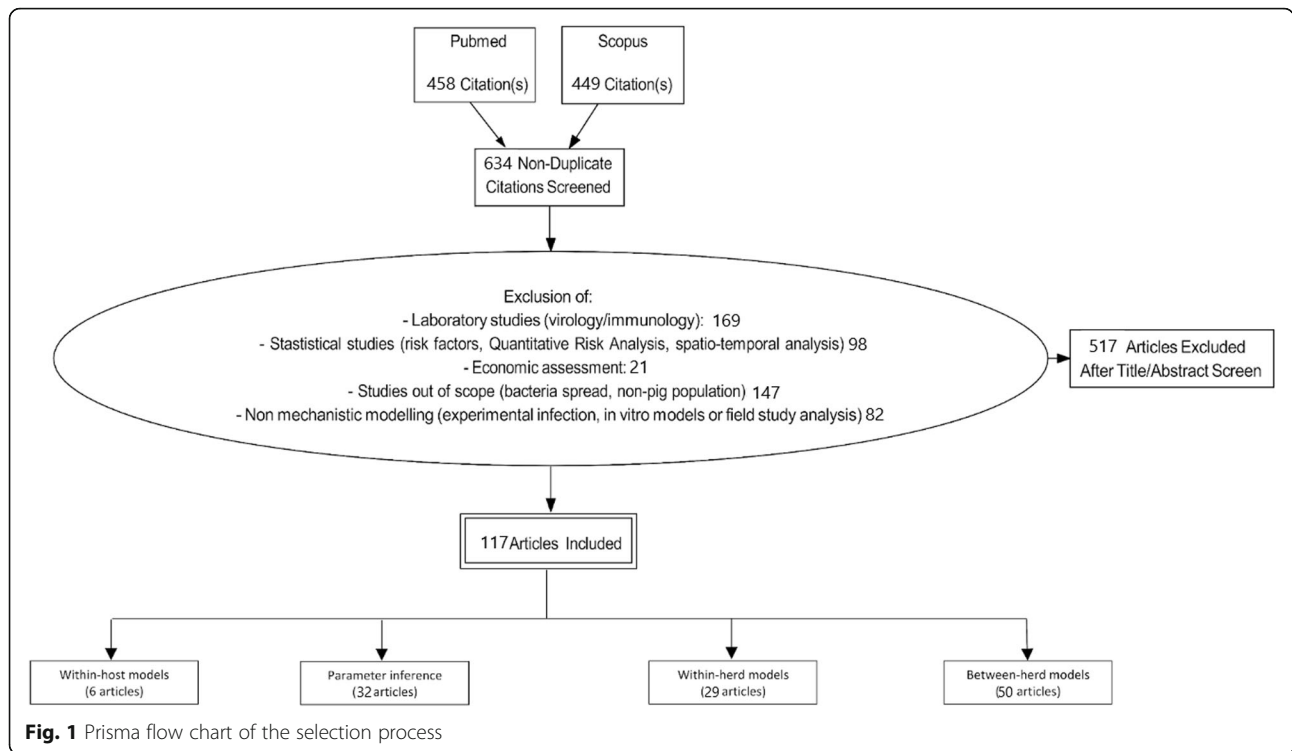 Pubmed
458 Citation(s)
Scopus
449 Citation(s)
634 Non-Duplicate
Citations Screened
Exclusion of:
- Laboratory studies (virology/immunology): 169
- Stastistical studies (risk factors, Quantitative Risk Analysis, spatio-temporal analysis) 98
- Economic assessment: 21
- Studies out of scope (bacteria spread, non-pig population) 147
- Non mechanistic modelling (experimental infection, in vitro models or field study analysis) 82
517 Articles Excluded
After Title/Abstract Screen
117 Articles Included
Within-host models
(6 articles)
Parameter inference
(32 articles)
Within-herd models
(29 articles)
Between-herd models
(50 articles)
Fig. 1 Prisma flow chart of the selection process